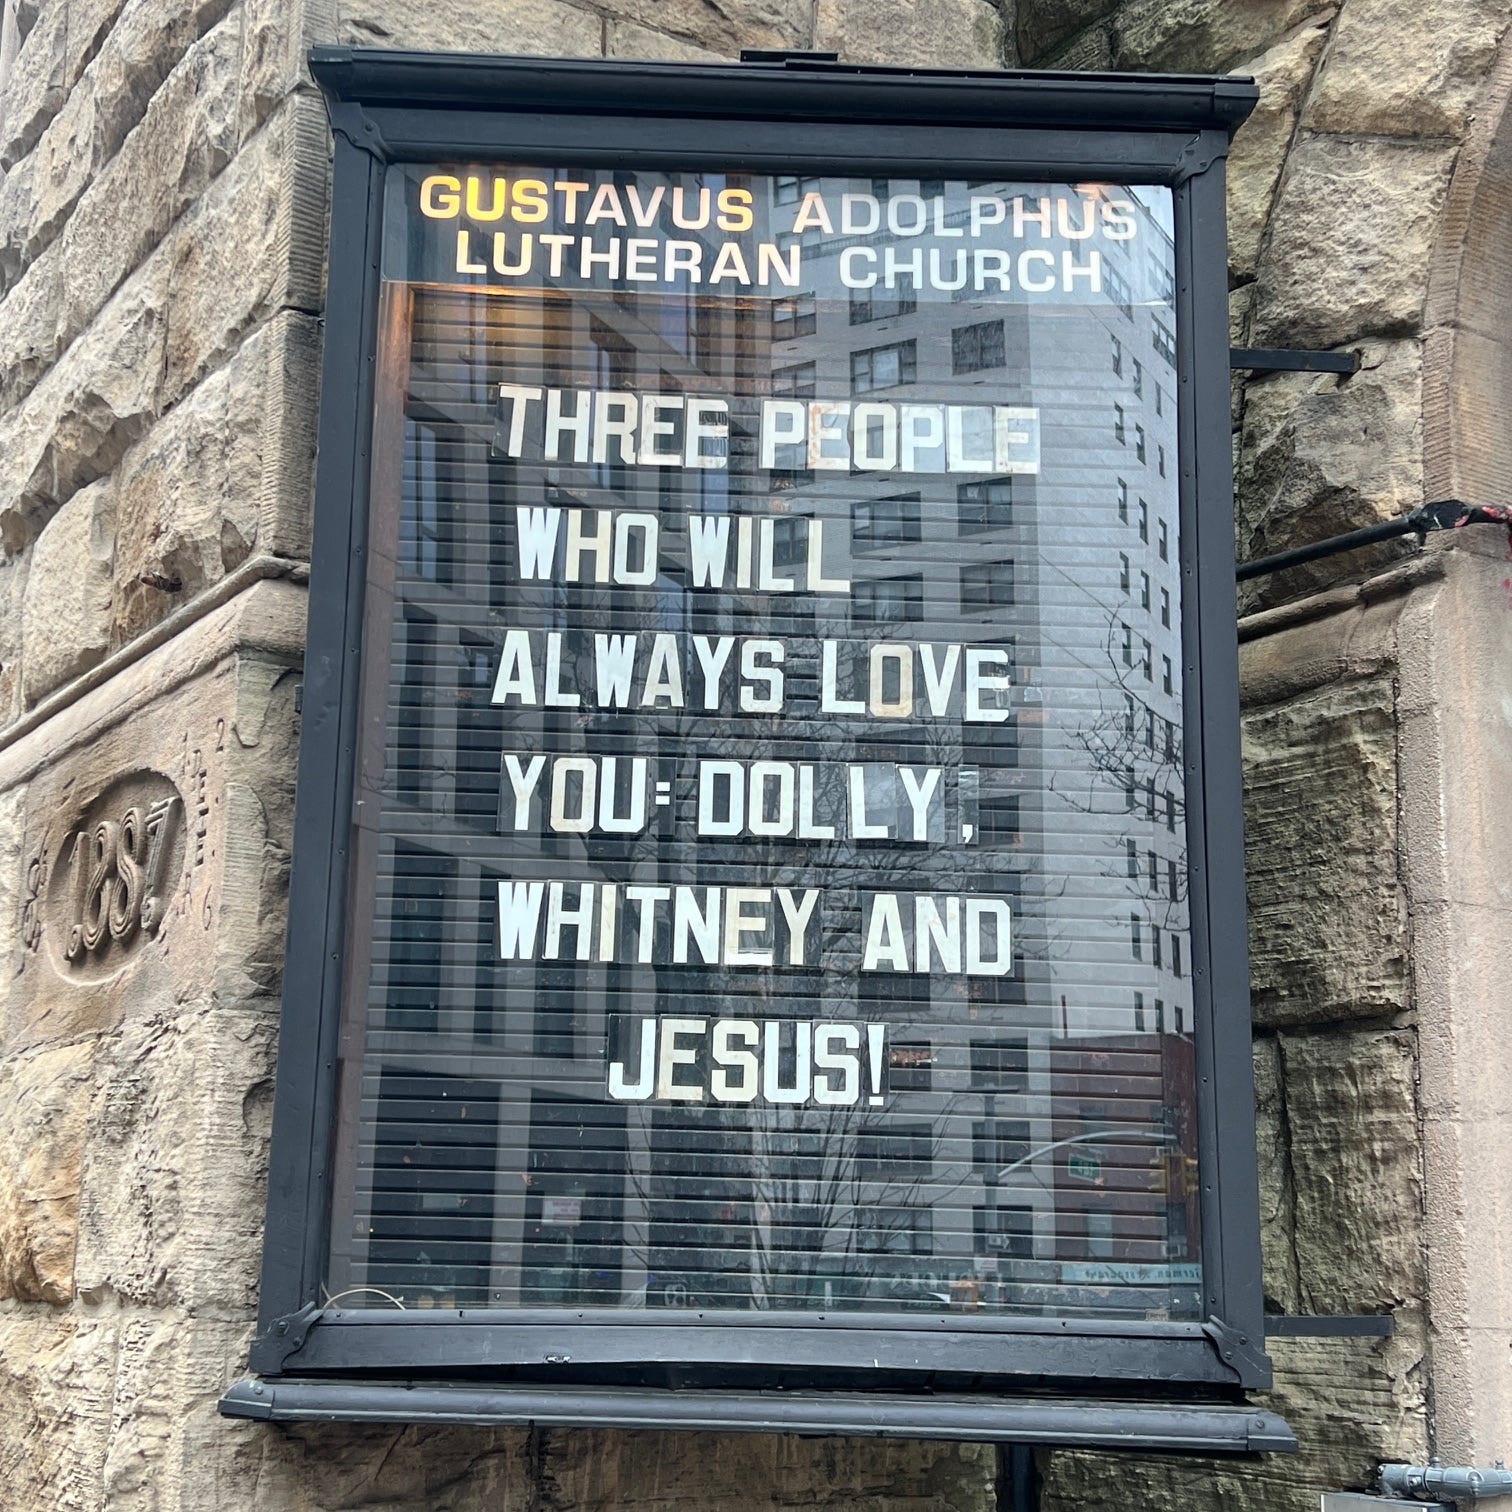 GUSTAVUS ADOLPHUS
LUTHERAN CHURCH
THREE PEOPLE
WHO WILL
ALWAYS LOVE
YOU: DOLLY,
WHITNEY AND
JESUS!
1887